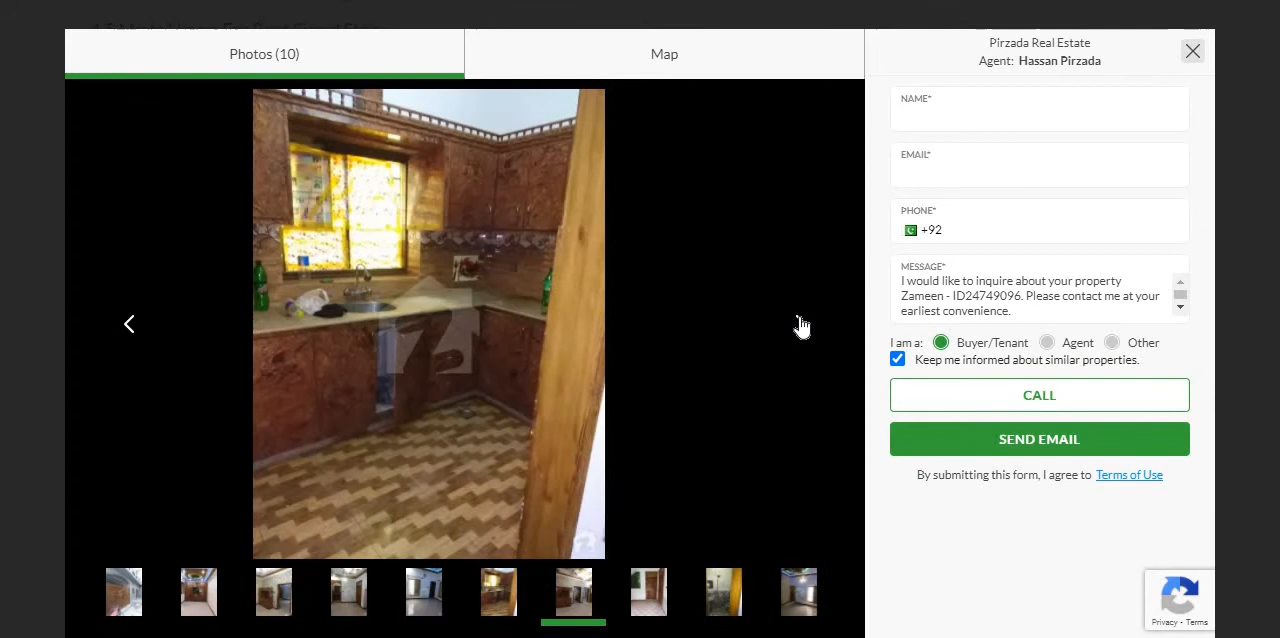 Photos (10)
Map
Pirzada Real Estate
Agent: Hassan Pirzada
NAME*
EMAIL*
PHONE*
+92
MESSAGE*
I would like to inquire about your property
Zameen - ID24749096. Please contact me at your
earliest convenience.
I am a: Buyer/Tenant Agent Other
Keep me informed about similar properties.
CALL
SEND EMAIL
By submitting this form, I agree to Terms of Use
Privacy - Terms